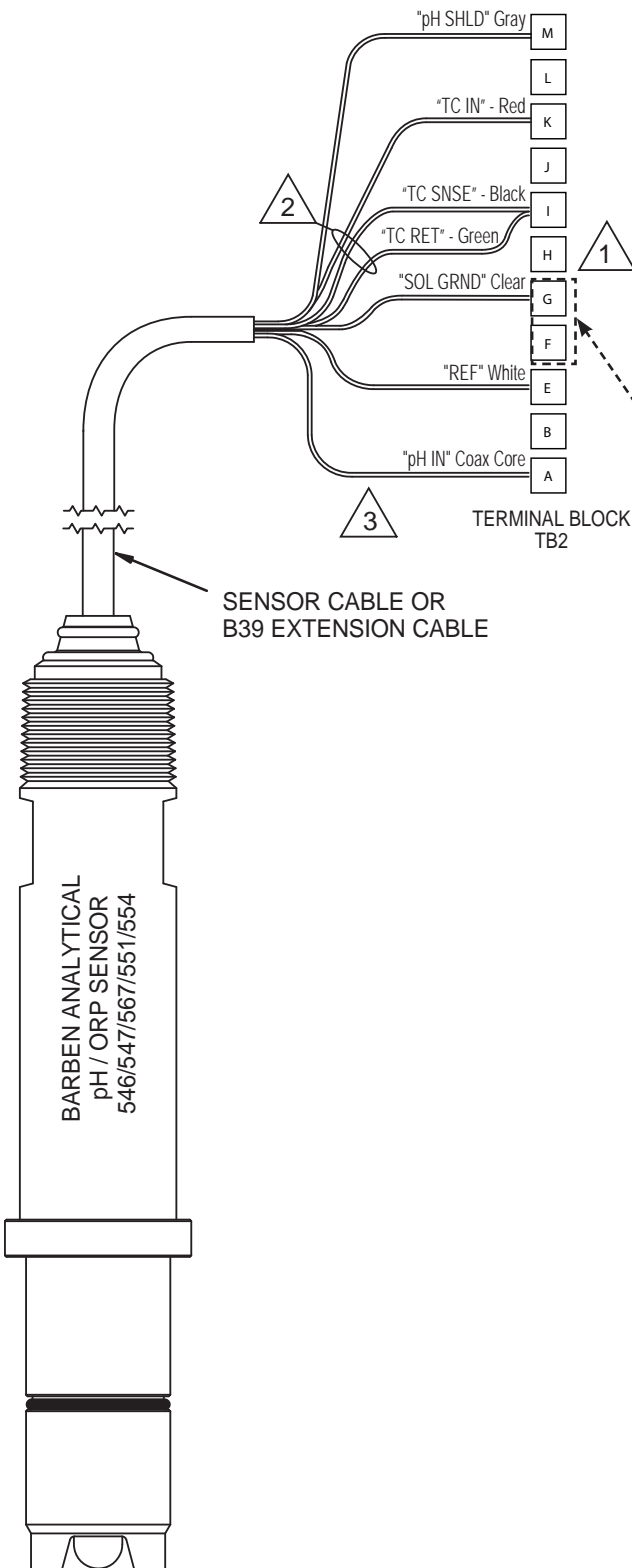 "pH SHLD" Gray
M
L
"TC IN" - Red
K
J
"TC SNSE" - Black
I
2
"TC RET" - Green
H
1
"SOL GRND" Clear
G
F
"REF" White
E
B
"pH IN" Coax Core
A
3
TERMINAL BLOCK
TB2
SENSOR CABLE OR
B39 EXTENSION CABLE
BARBEN ANALYTICAL
pH / ORP SENSOR
546/547/567/551/554